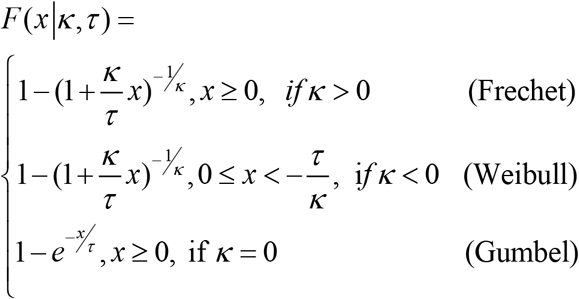 F(x|κ,τ) =
1−(1+κ/τ x)^(−1/κ), x ≥ 0, if κ > 0 (Frechet)
1−(1+κ/τ x)^(−1/κ), 0 ≤ x < −τ/κ, if κ < 0 (Weibull)
1−e^(−x/τ), x ≥ 0, if κ = 0 (Gumbel)